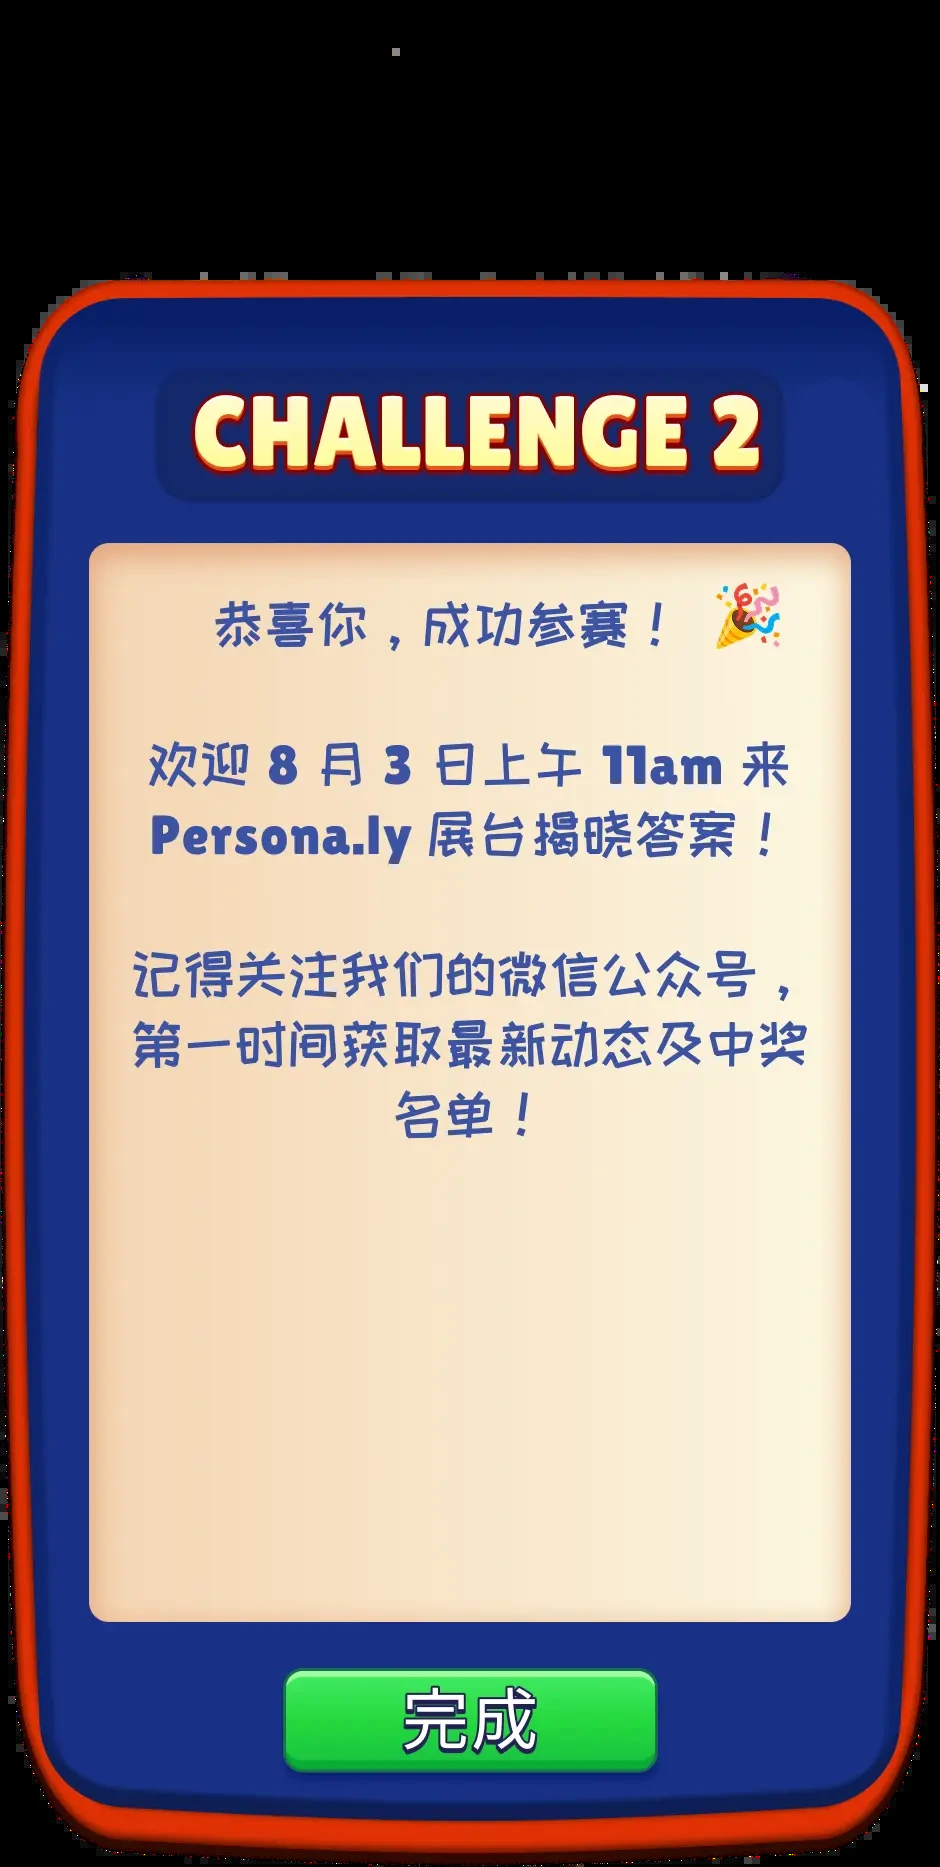 CHALLENGE 2
恭喜你，成功参赛！🎉
欢迎 8 月 3 日上午 11am 来
Persona.ly 展台揭晓答案！
记得关注我们的微信公众号，
第一时间获取最新动态及中奖
名单！
完成